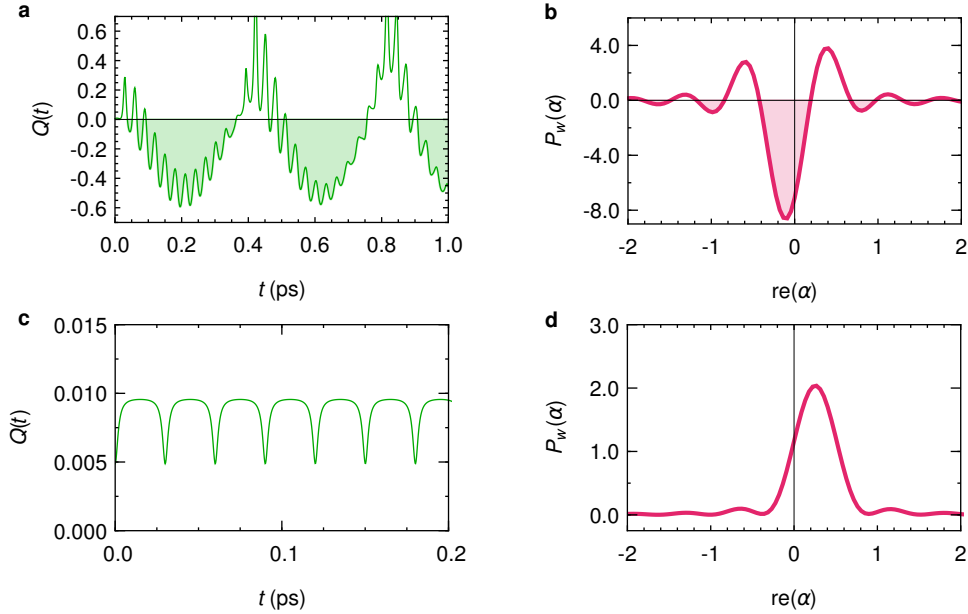 a
0.6
0.4
0.2
0.0
-0.2
-0.4
-0.6
Q(t)
0.0 0.2 0.4 0.6 0.8 1.0
t (ps)
b
4.0
0.0
-4.0
-8.0
Pw(α)
-2 -1 0 1 2
re(α)
c
0.015
0.010
0.005
0.000
Q(t)
0.0 0.1 0.2
t (ps)
d
3.0
2.0
1.0
0.0
Pw(α)
-2 -1 0 1 2
re(α)